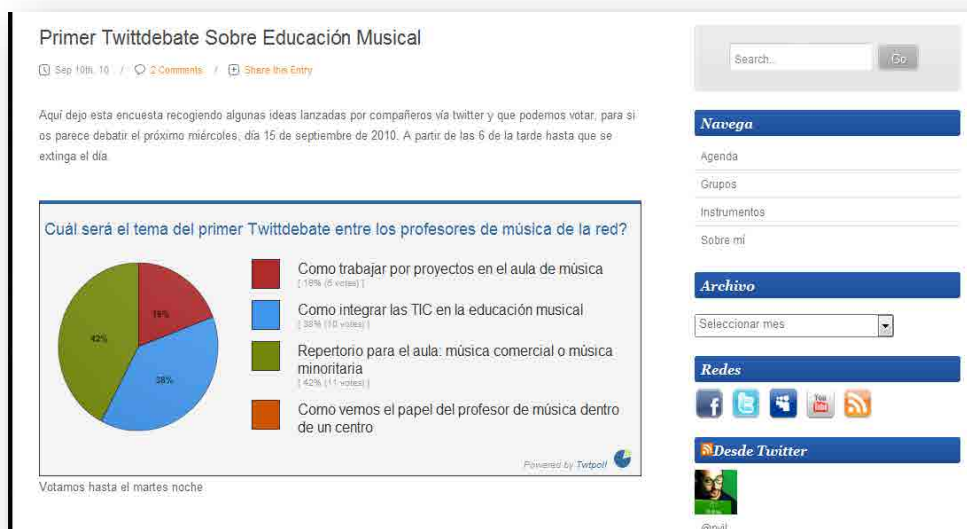 Primer Twittdebate Sobre Educación Musical
Sep 10th, 10 / 2 Comments / Share this Entry
Aquí dejo esta encuesta recogiendo algunas ideas lanzadas por compañeros vía twitter y que podemos votar, para si
os parece debatir el próximo miércoles, día 15 de septiembre de 2010. A partir de las 6 de la tarde hasta que se
extinga el día.
Cuál será el tema del primer Twittdebate entre los profesores de música de la red?
42%
38%
Como trabajar por proyectos en el aula de música
Como integrar las TIC en la educación musical
[ 38% (10 votes) ]
Repertorio para el aula: música comercial o música
minoritaria
[ 42% (11 votes) ]
Como vemos el papel del profesor de música dentro
de un centro
Powered by Twtpoll
Votamos hasta el martes noche
Search...
Go
Navega
Agenda
Grupos
Instrumentos
Sobre mí
Archivo
Seleccionar mes
Redes
You
Tube
Desde Twitter